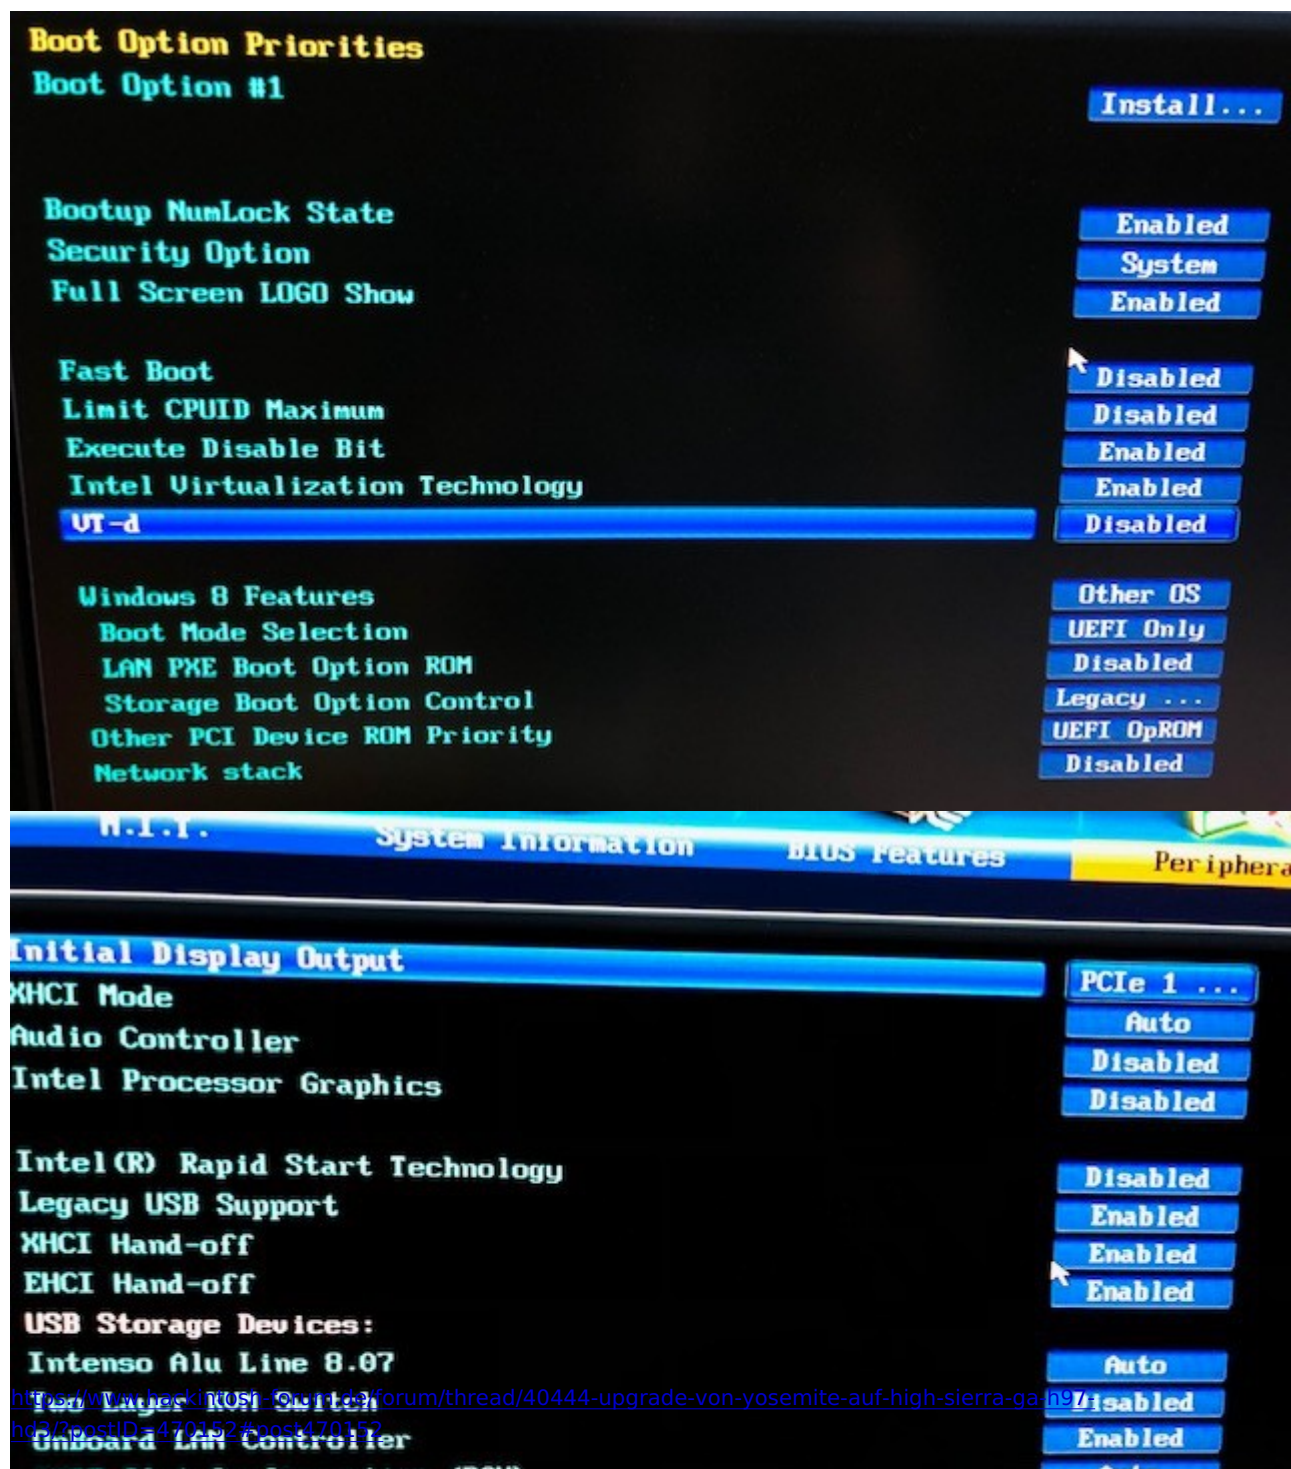 Boot Option Priorities
Boot Option #1 Install...
Bootup NumLock State Enabled
Security Option System
Full Screen LOGO Show Enabled
Fast Boot Disabled
Limit CPUID Maximum Disabled
Execute Disable Bit Enabled
Intel Virtualization Technology Enabled
VT-d Disabled
Windows 8 Features Other OS
Boot Mode Selection UEFI Only
LAN PXE Boot Option ROM Disabled
Storage Boot Option Control Legacy ...
Other PCI Device ROM Priority UEFI OpROM
Network stack Disabled
M.I.T. System Information BIOS Features Periphera
Initial Display Output PCIe 1 ...
XHCI Mode Auto
Audio Controller Disabled
Intel Processor Graphics Disabled
Intel(R) Rapid Start Technology Disabled
Legacy USB Support Enabled
XHCI Hand-off Enabled
EHCI Hand-off Enabled
USB Storage Devices:
Intenso Alu Line 8.07 Auto
https://www.hackintosh-forum.de/forum/thread/40444-upgrade-von-yosemite-auf-high-sierra-ga-h97-
Disabled
hd3/?postID=470152#post470152
OnBoard LAN Controller Enabled